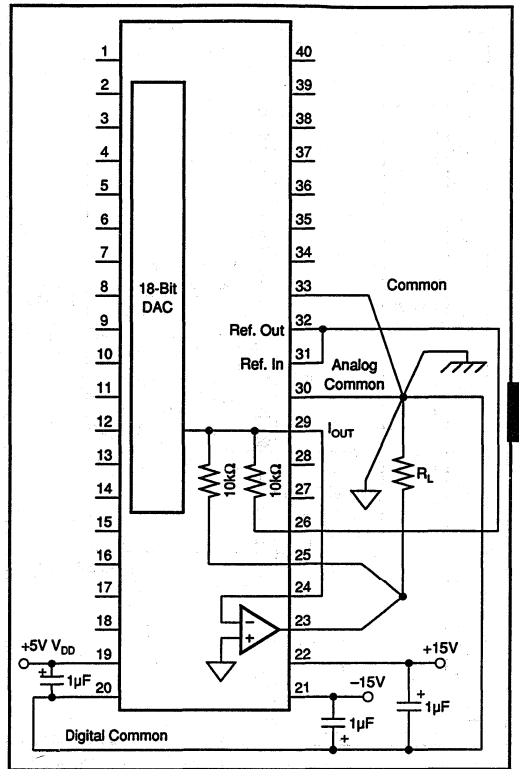 1
2
3
4
5
6
7
8
9
10
11
12
13
14
15
16
17
18
19
20
40
39
38
37
36
35
34
33
32
31
30
29
28
27
26
25
24
23
22
21
18-Bit
DAC
Common
Ref. Out
Ref. In
Analog
Common
IOUT
10kΩ
10kΩ
RL
−
+
+5V VDD
+
1µF
+15V
−15V
+
1µF
+
1µF
Digital Common